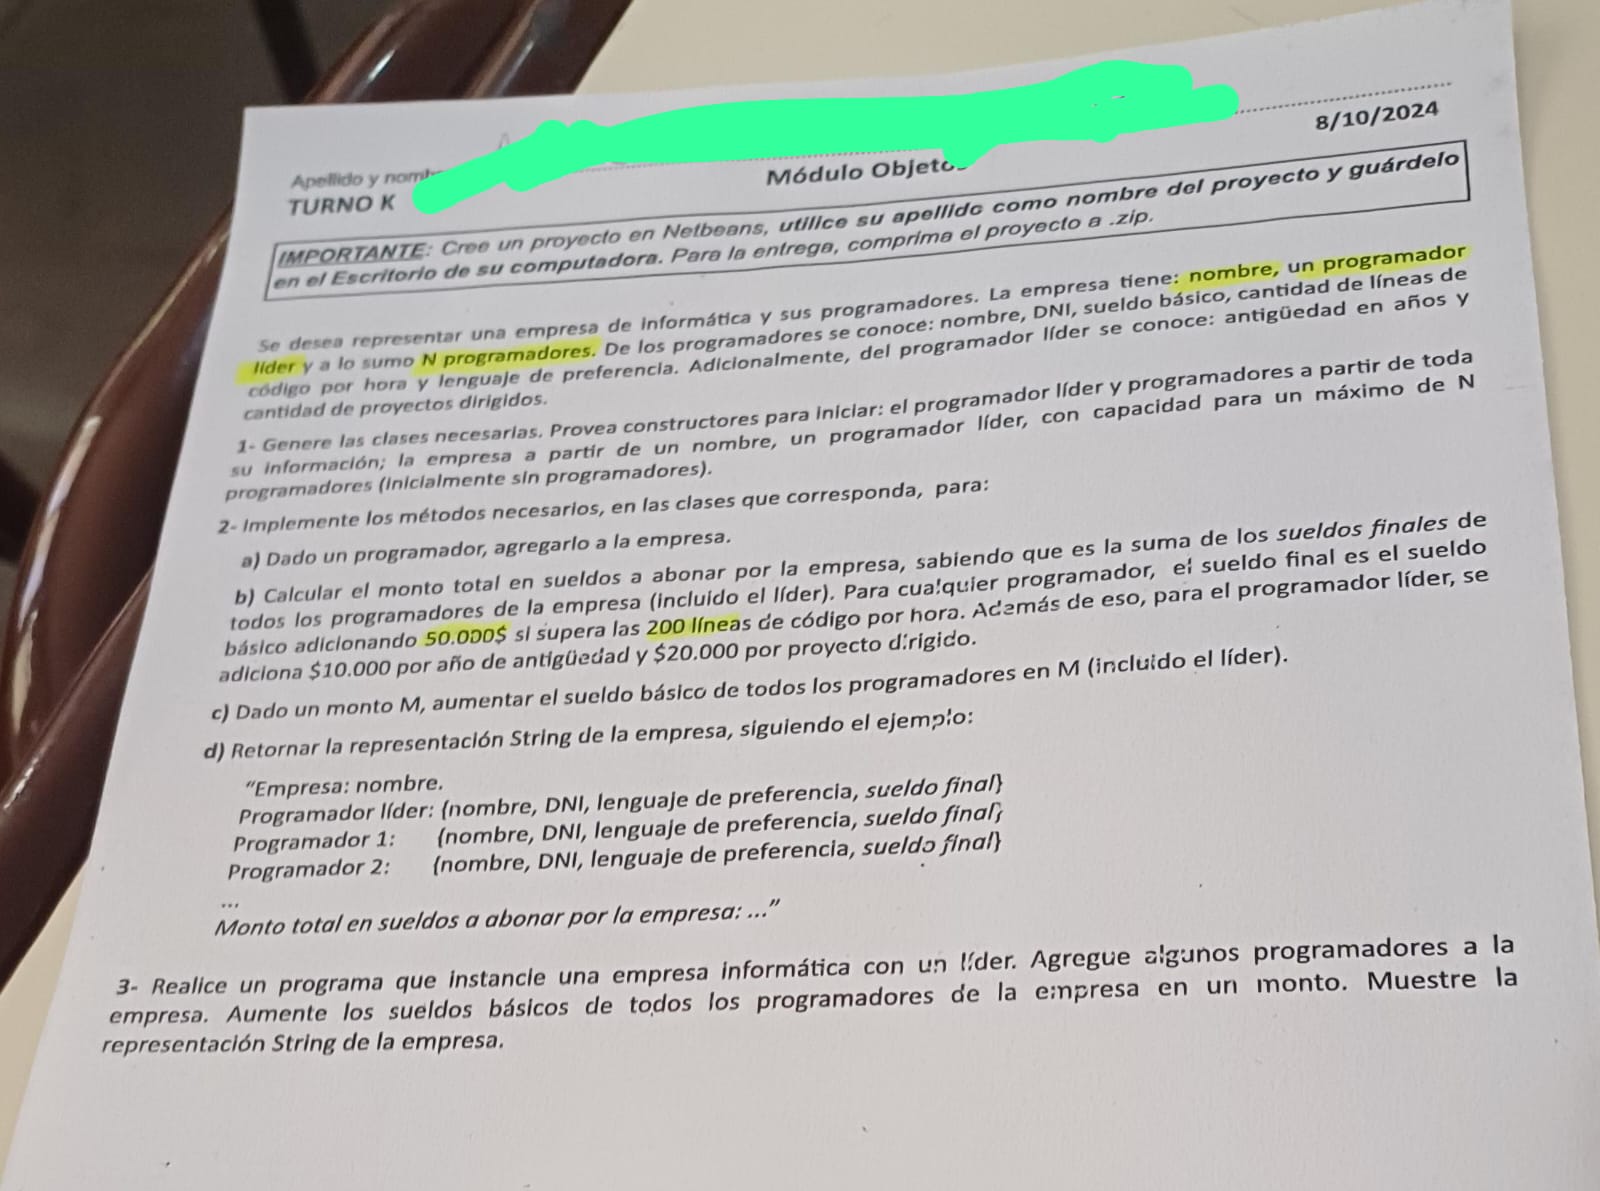 8/10/2024
Apellido y
Módulo
TURNO K
IMPORTANTE: Cree un proyecto en Netbeans, utilice su apellido como nombre del proyecto y guárdelo
en el Escritorio de su computadora. Para la entrega, comprima el proyecto a .zip.
Se desea representar una empresa de informática y sus programadores. La empresa tiene: nombre, un programador
líder y a lo sumo N programadores. De los programadores se conoce: nombre, DNI, sueldo básico, cantidad de líneas de
código por hora y lenguaje de preferencia. Adicionalmente, del programador líder se conoce: antigüedad en años y
cantidad de proyectos dirigidos.
1- Genere las clases necesarias. Provea constructores para iniciar: el programador líder y programadores a partir de toda
su información; la empresa a partir de un nombre, un programador líder, con capacidad para un máximo de N
programadores (inicialmente sin programadores).
2- Implemente los métodos necesarios, en las clases que corresponda, para:
a) Dado un programador, agregarlo a la empresa.
b) Calcular el monto total en sueldos a abonar por la empresa, sabiendo que es la suma de los sueldos finales de
todos los programadores de la empresa (incluido el líder). Para cualquier programador, el sueldo final es el sueldo
básico adicionando 50.000$ si supera las 200 líneas de código por hora. Además de eso, para el programador líder, se
adiciona $10.000 por año de antigüedad y $20.000 por proyecto dirigido.
c) Dado un monto M, aumentar el sueldo básico de todos los programadores en M (incluido el líder).
d) Retornar la representación String de la empresa, siguiendo el ejemplo:
“Empresa: nombre.
Programador líder: {nombre, DNI, lenguaje de preferencia, sueldo final}
Programador 1: {nombre, DNI, lenguaje de preferencia, sueldo final}
Programador 2: {nombre, DNI, lenguaje de preferencia, sueldo final}
...
Monto total en sueldos a abonar por la empresa: ...”
3- Realice un programa que instancie una empresa informática con un líder. Agregue algunos programadores a la
empresa. Aumente los sueldos básicos de todos los programadores de la empresa en un monto. Muestre la
representación String de la empresa.